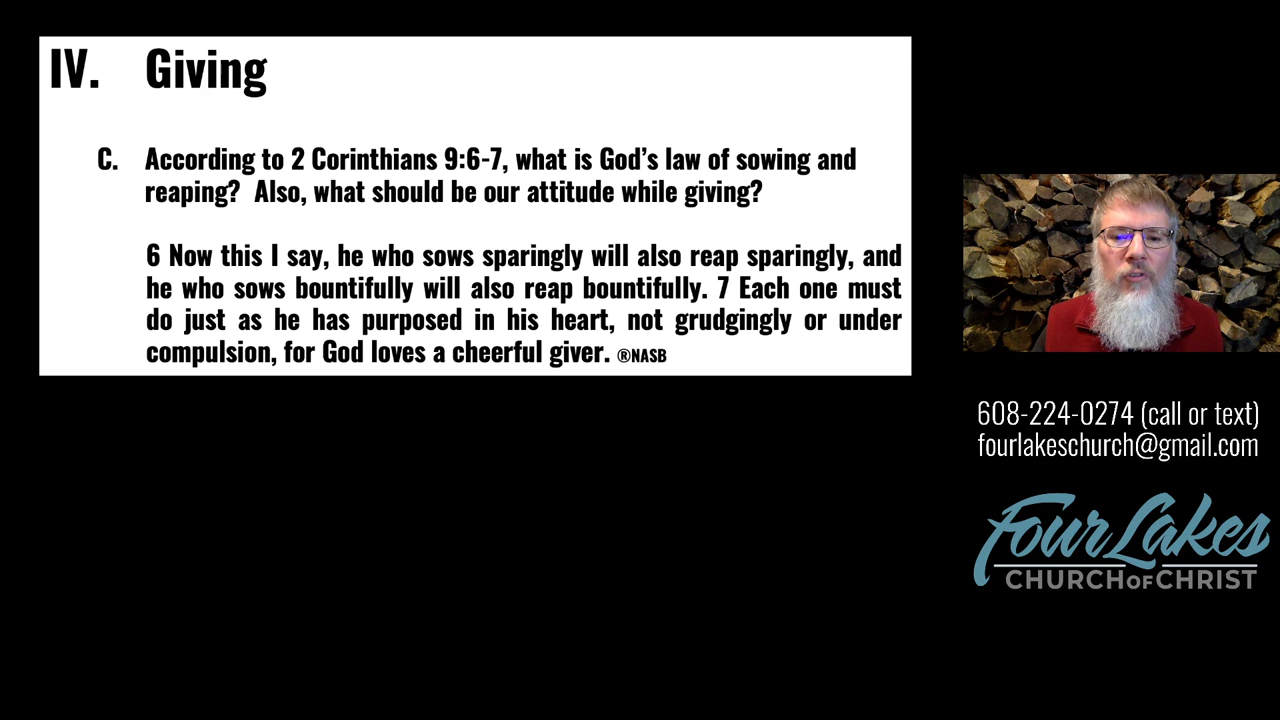 IV. Giving
C. According to 2 Corinthians 9:6-7, what is God’s law of sowing and
reaping?  Also, what should be our attitude while giving?
6 Now this I say, he who sows sparingly will also reap sparingly, and
he who sows bountifully will also reap bountifully. 7 Each one must
do just as he has purposed in his heart, not grudgingly or under
compulsion, for God loves a cheerful giver. ®NASB
608-224-0274 (call or text)
fourlakeschurch@gmail.com
Four Lakes
CHURCH OF CHRIST